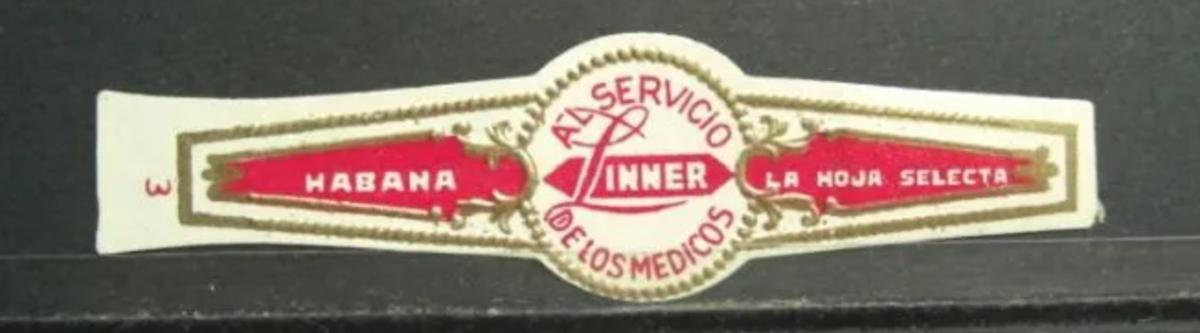 3
HABANA
AL SERVICIO
LINNER
DE LOS MEDICOS
LA HOJA SELECTA